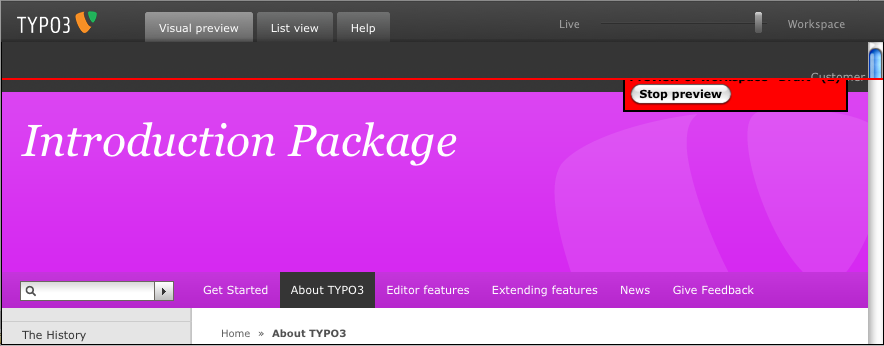 TYPO3 Visual preview List view Help Live Workspace
Customer
Stop preview
Introduction Package
Get Started About TYPO3 Editor features Extending features News Give Feedback
The History Home » About TYPO3